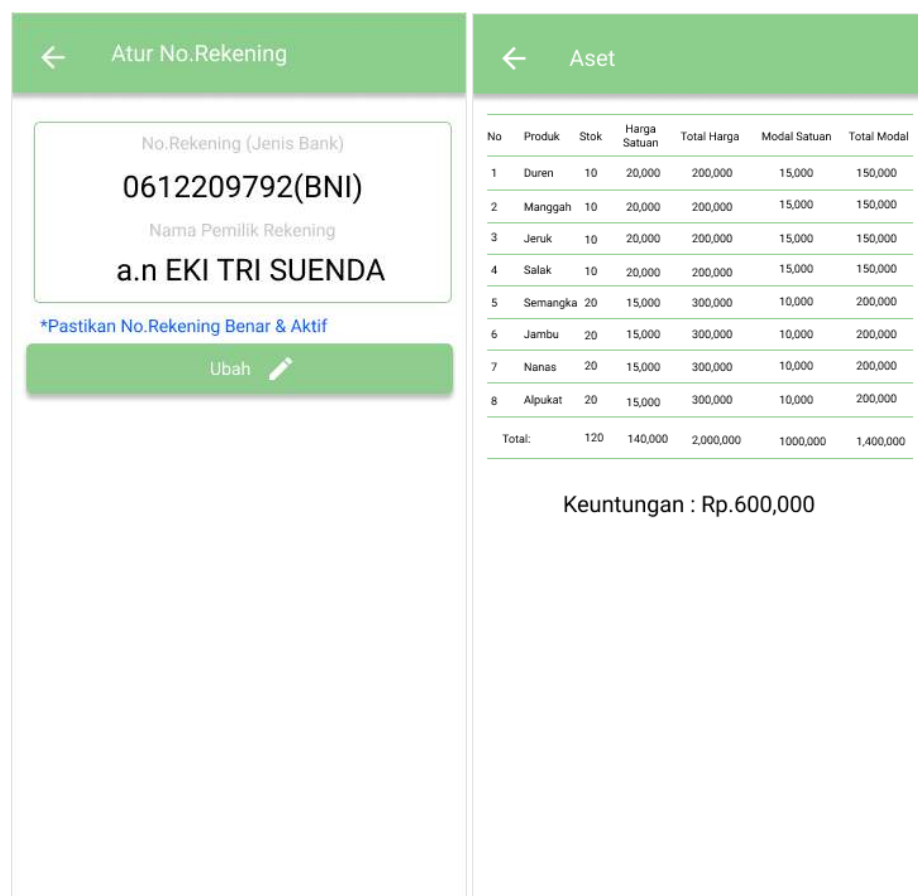 Atur No.Rekening
No.Rekening (Jenis Bank)
0612209792(BNI)
Nama Pemilik Rekening
a.n EKI TRI SUENDA
*Pastikan No.Rekening Benar & Aktif
Ubah
Aset
No Produk Stok Harga Satuan Total Harga Modal Satuan Total Modal
1 Duren 10 20,000 200,000 15,000 150,000
2 Manggah 10 20,000 200,000 15,000 150,000
3 Jeruk 10 20,000 200,000 15,000 150,000
4 Salak 10 20,000 200,000 15,000 150,000
5 Semangka 20 15,000 300,000 10,000 200,000
6 Jambu 20 15,000 300,000 10,000 200,000
7 Nanas 20 15,000 300,000 10,000 200,000
8 Alpukat 20 15,000 300,000 10,000 200,000
Total: 120 140,000 2,000,000 1000,000 1,400,000
Keuntungan : Rp.600,000